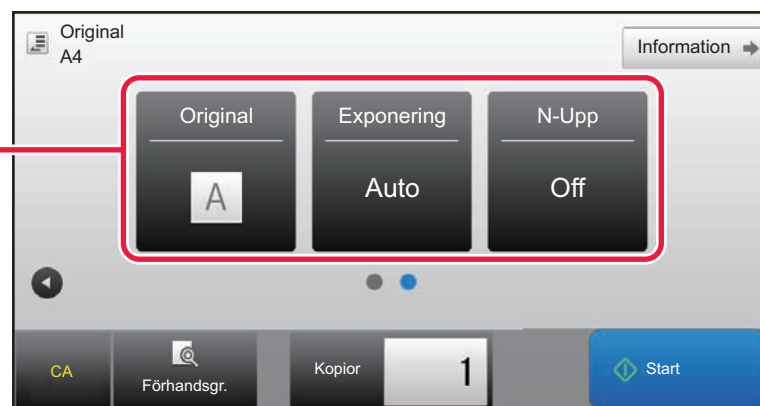 Original
A4
Information
Original
Exponering
N-Upp
A
Auto
Off
CA
Förhandsgr.
Kopior
1
Start